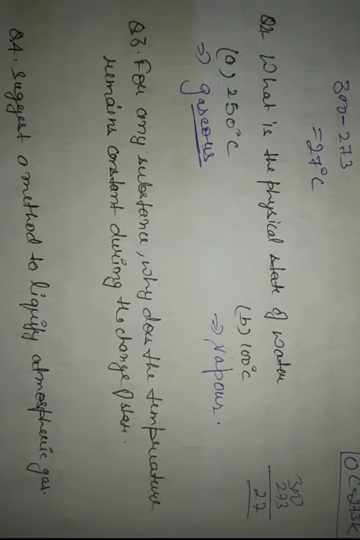 300-273
=27°C
0°C=273K
Q2. What is the physical state of water
(a) 250°C (b) 100°C
300
273
27
⇒ gaseous ⇒ vapour.
Q3. For any substance, why does the temperature
remains constant during the change of state.
Q4. Suggest a method to liquify atmospheric gas.